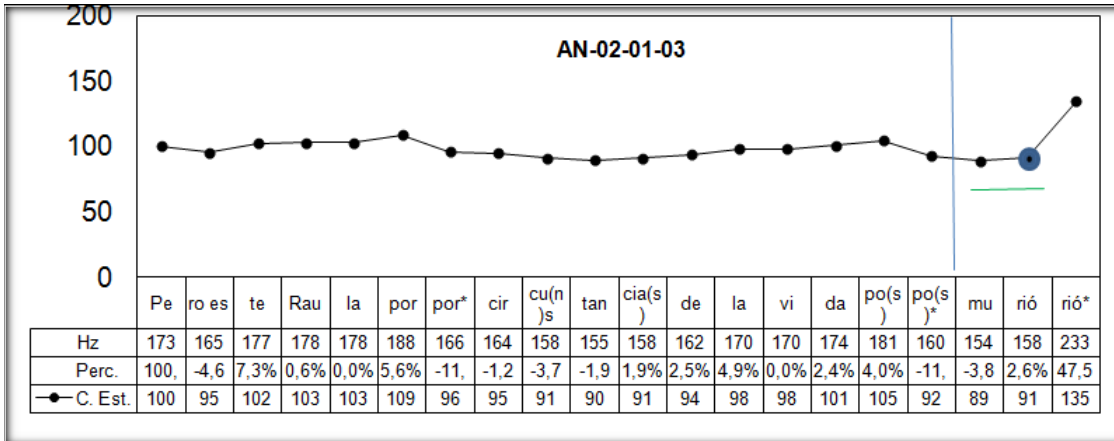 200
AN-02-01-03
150
100
50
0
Pe ro es te Rau la por por* cir cu(n)s tan cia(s) de la vi da po(s) po(s)* mu rió rió*
Hz 173 165 177 178 178 188 166 164 158 155 158 162 170 170 174 181 160 154 158 233
Perc. 100, -4,6 7,3% 0,6% 0,0% 5,6% -11, -1,2 -3,7 -1,9 1,9% 2,5% 4,9% 0,0% 2,4% 4,0% -11, -3,8 2,6% 47,5
C. Est. 100 95 102 103 103 109 96 95 91 90 91 94 98 98 101 105 92 89 91 135